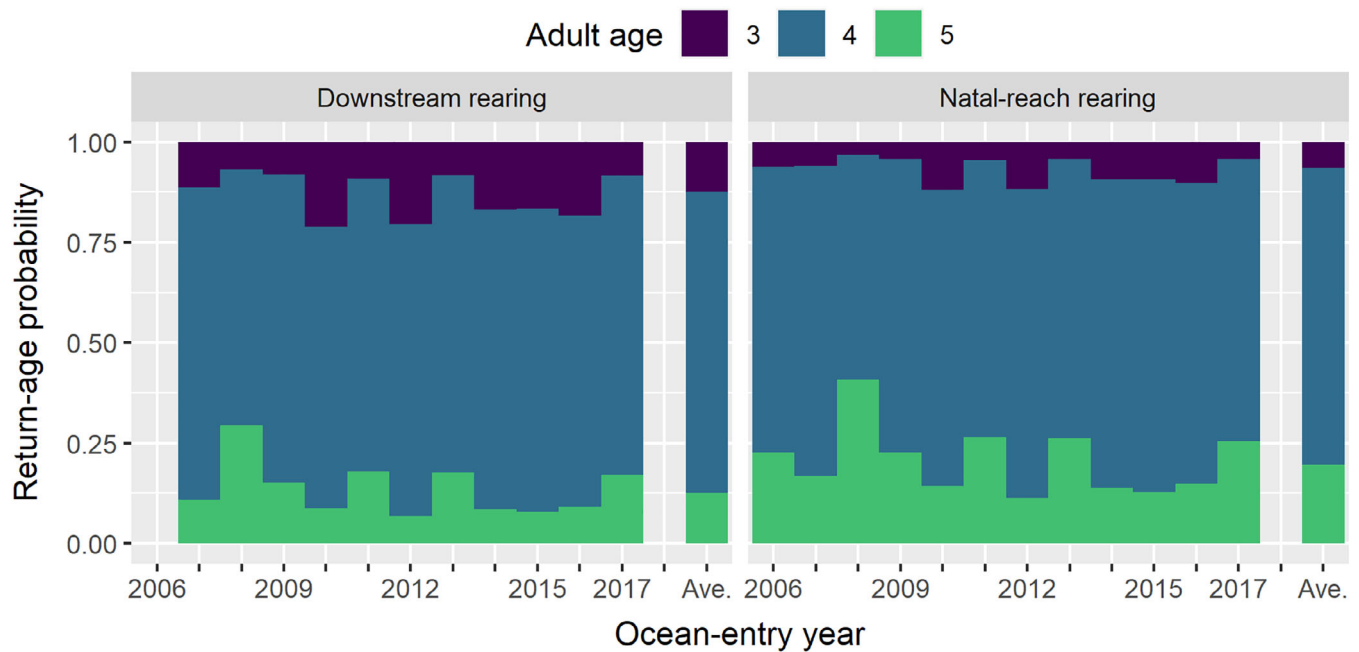 Adult age 3 4 5
Downstream rearing Natal-reach rearing
1.00
0.75
0.50
0.25
0.00
Return-age probability
2006 2009 2012 2015 2017 Ave. 2006 2009 2012 2015 2017 Ave.
Ocean-entry year